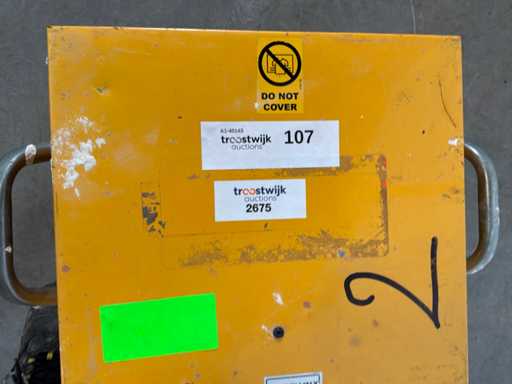 DO NOT
COVER
A1-40143
troostwijk 107
auctions
troostwijk
auctions
2675
2